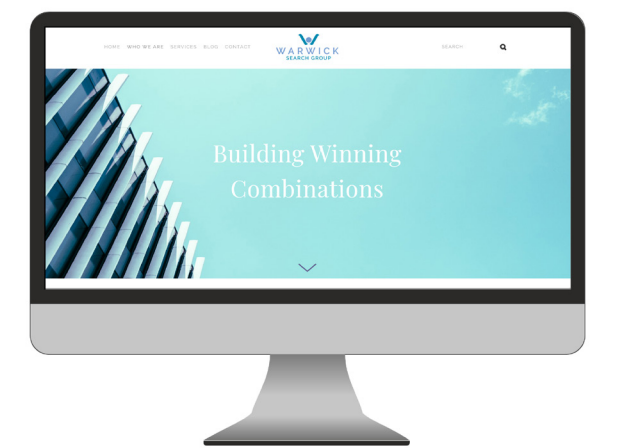 HOME WHO WE ARE SERVICES BLOG CONTACT
WARWICK
SEARCH GROUP
SEARCH
Building Winning
Combinations